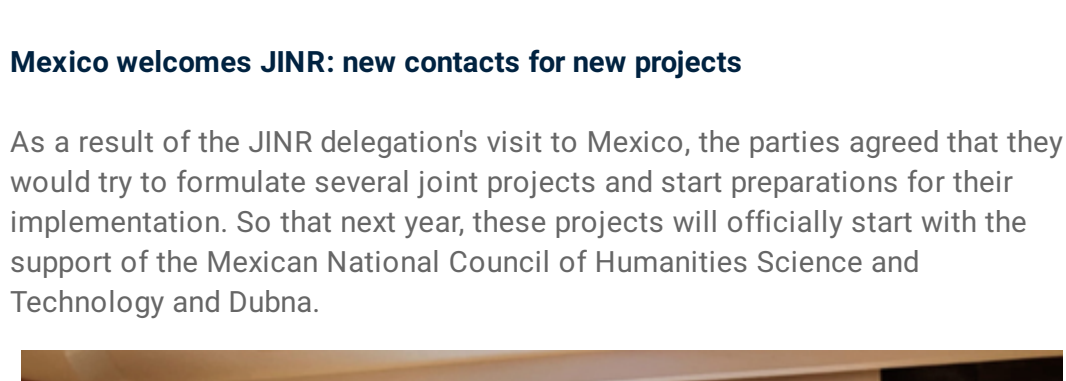 Mexico welcomes JINR: new contacts for new projects
As a result of the JINR delegation's visit to Mexico, the parties agreed that they
would try to formulate several joint projects and start preparations for their
implementation. So that next year, these projects will officially start with the
support of the Mexican National Council of Humanities Science and
Technology and Dubna.